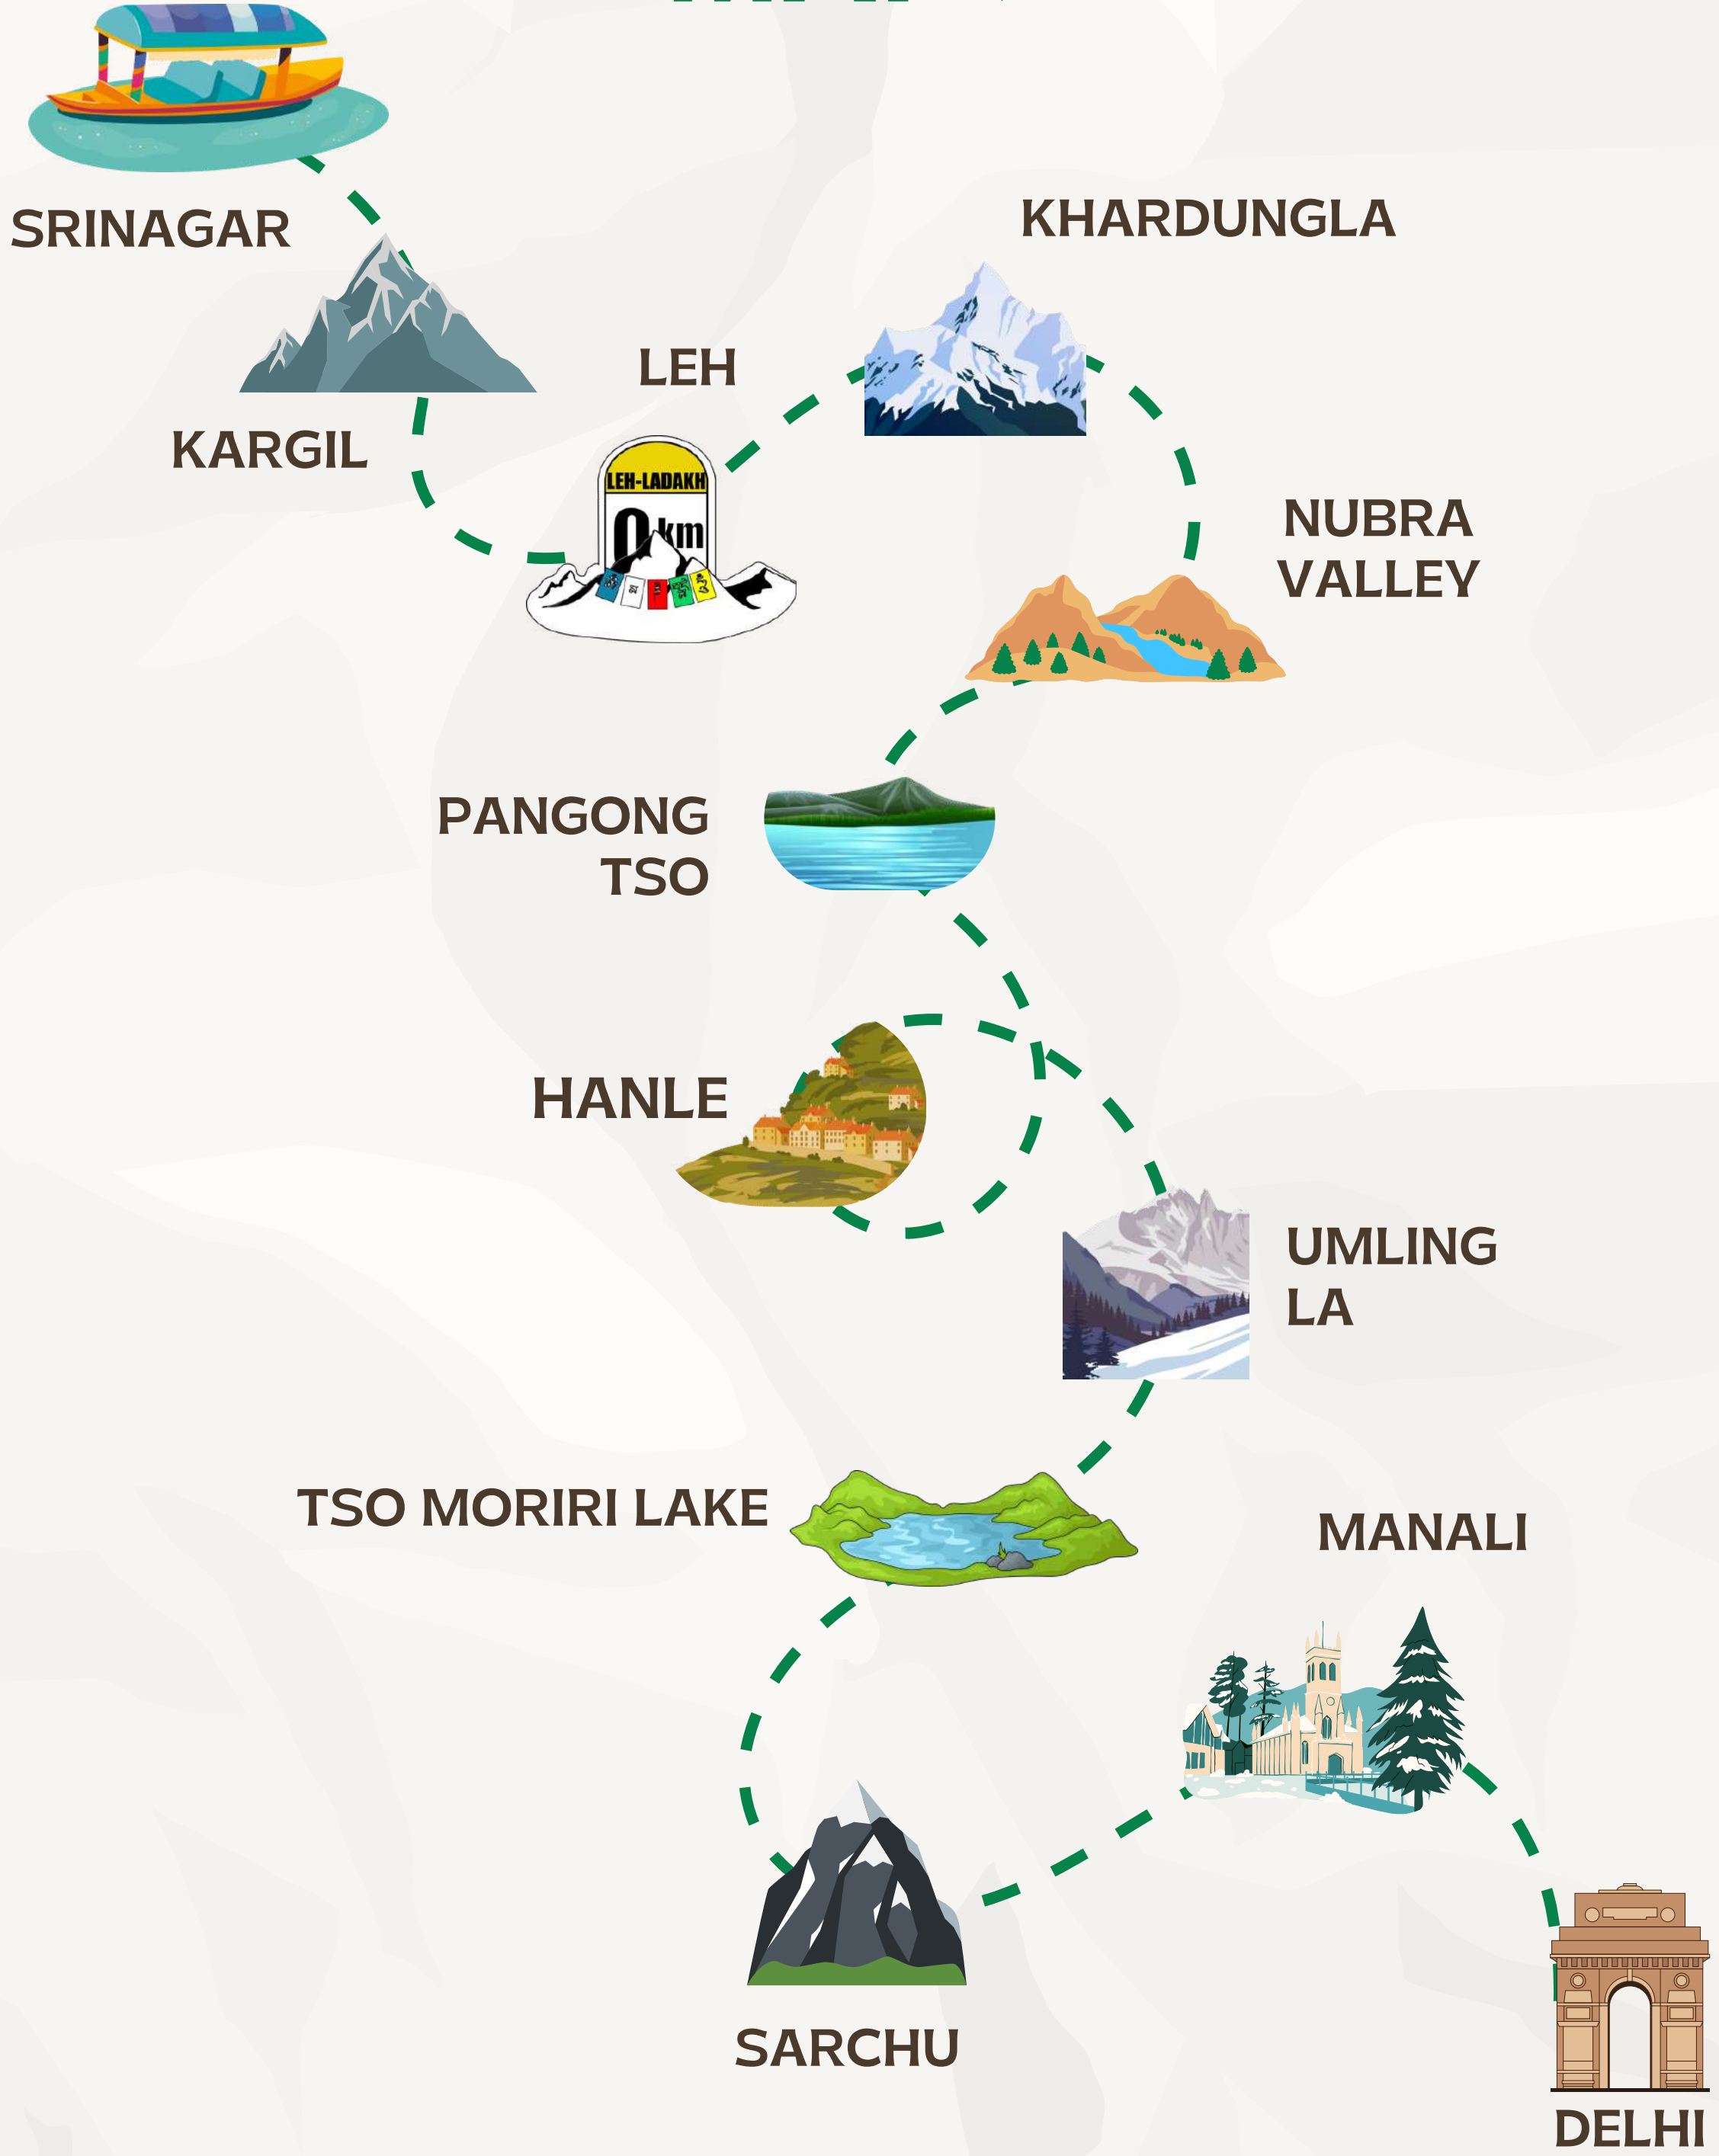 SRINAGAR
KHARDUNGLA
LEH
KARGIL
LEH-LADAKH
0 km
NUBRA
VALLEY
PANGONG
TSO
HANLE
UMLING
LA
TSO MORIRI LAKE
MANALI
SARCHU
DELHI